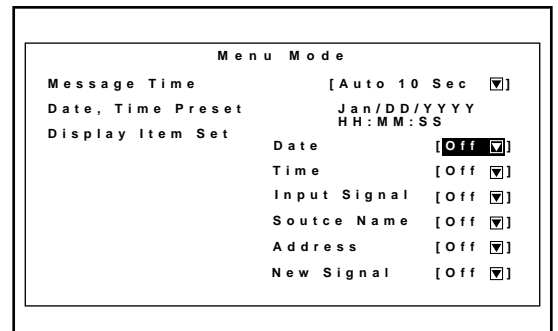 Menu Mode
Message Time [Auto 10 Sec ▼]
Date, Time Preset Jan/DD/YYYY
HH:MM:SS
Display Item Set
Date [Off ▼]
Time [Off ▼]
Input Signal [Off ▼]
Soutce Name [Off ▼]
Address [Off ▼]
New Signal [Off ▼]